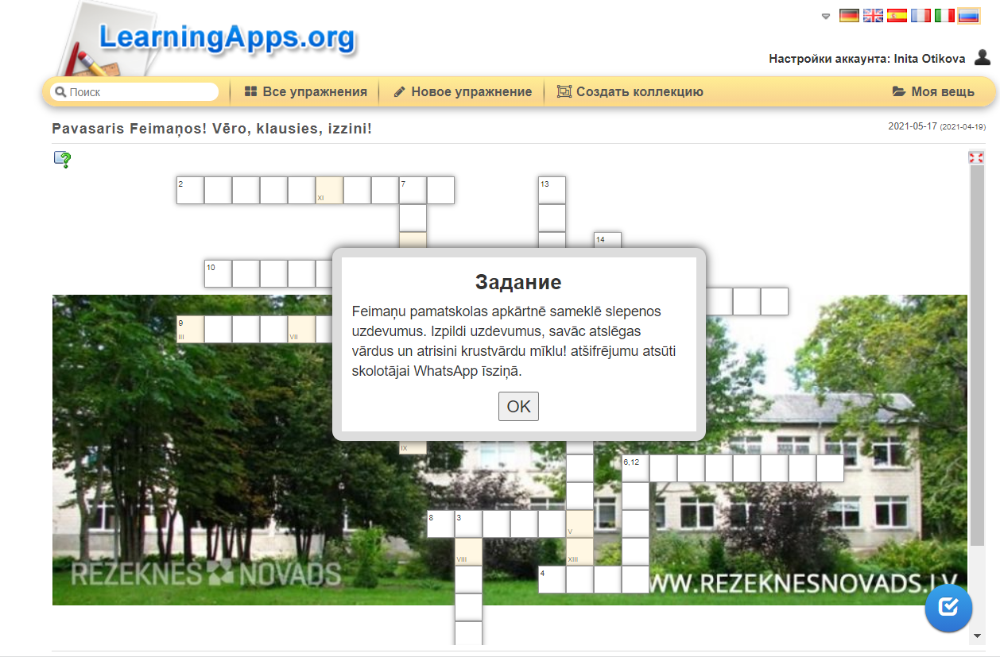 LearningApps.org
Настройки аккаунта: Inita Otikova
Поиск
Все упражнения
Новое упражнение
Создать коллекцию
Моя вещь
Pavasaris Feimaņos! Vēro, klausies, izzini!
2021-05-17 (2021-04-19)
2
XI
7
13
14
10
Задание
Feimaņu pamatskolas apkārtnē sameklē slepenos
uzdevumus. Izpildi uzdevumus, savāc atslēgas
vārdus un atrisini krustvārdu mīklu! atšifrējumu atsūti
skolotājai WhatsApp īsziņā.
OK
9
III
VII
IX
6,12
8
3
V
VIII
XIII
4
REZEKNES NOVADS
WWW.REZEKNESNOVADS.LV